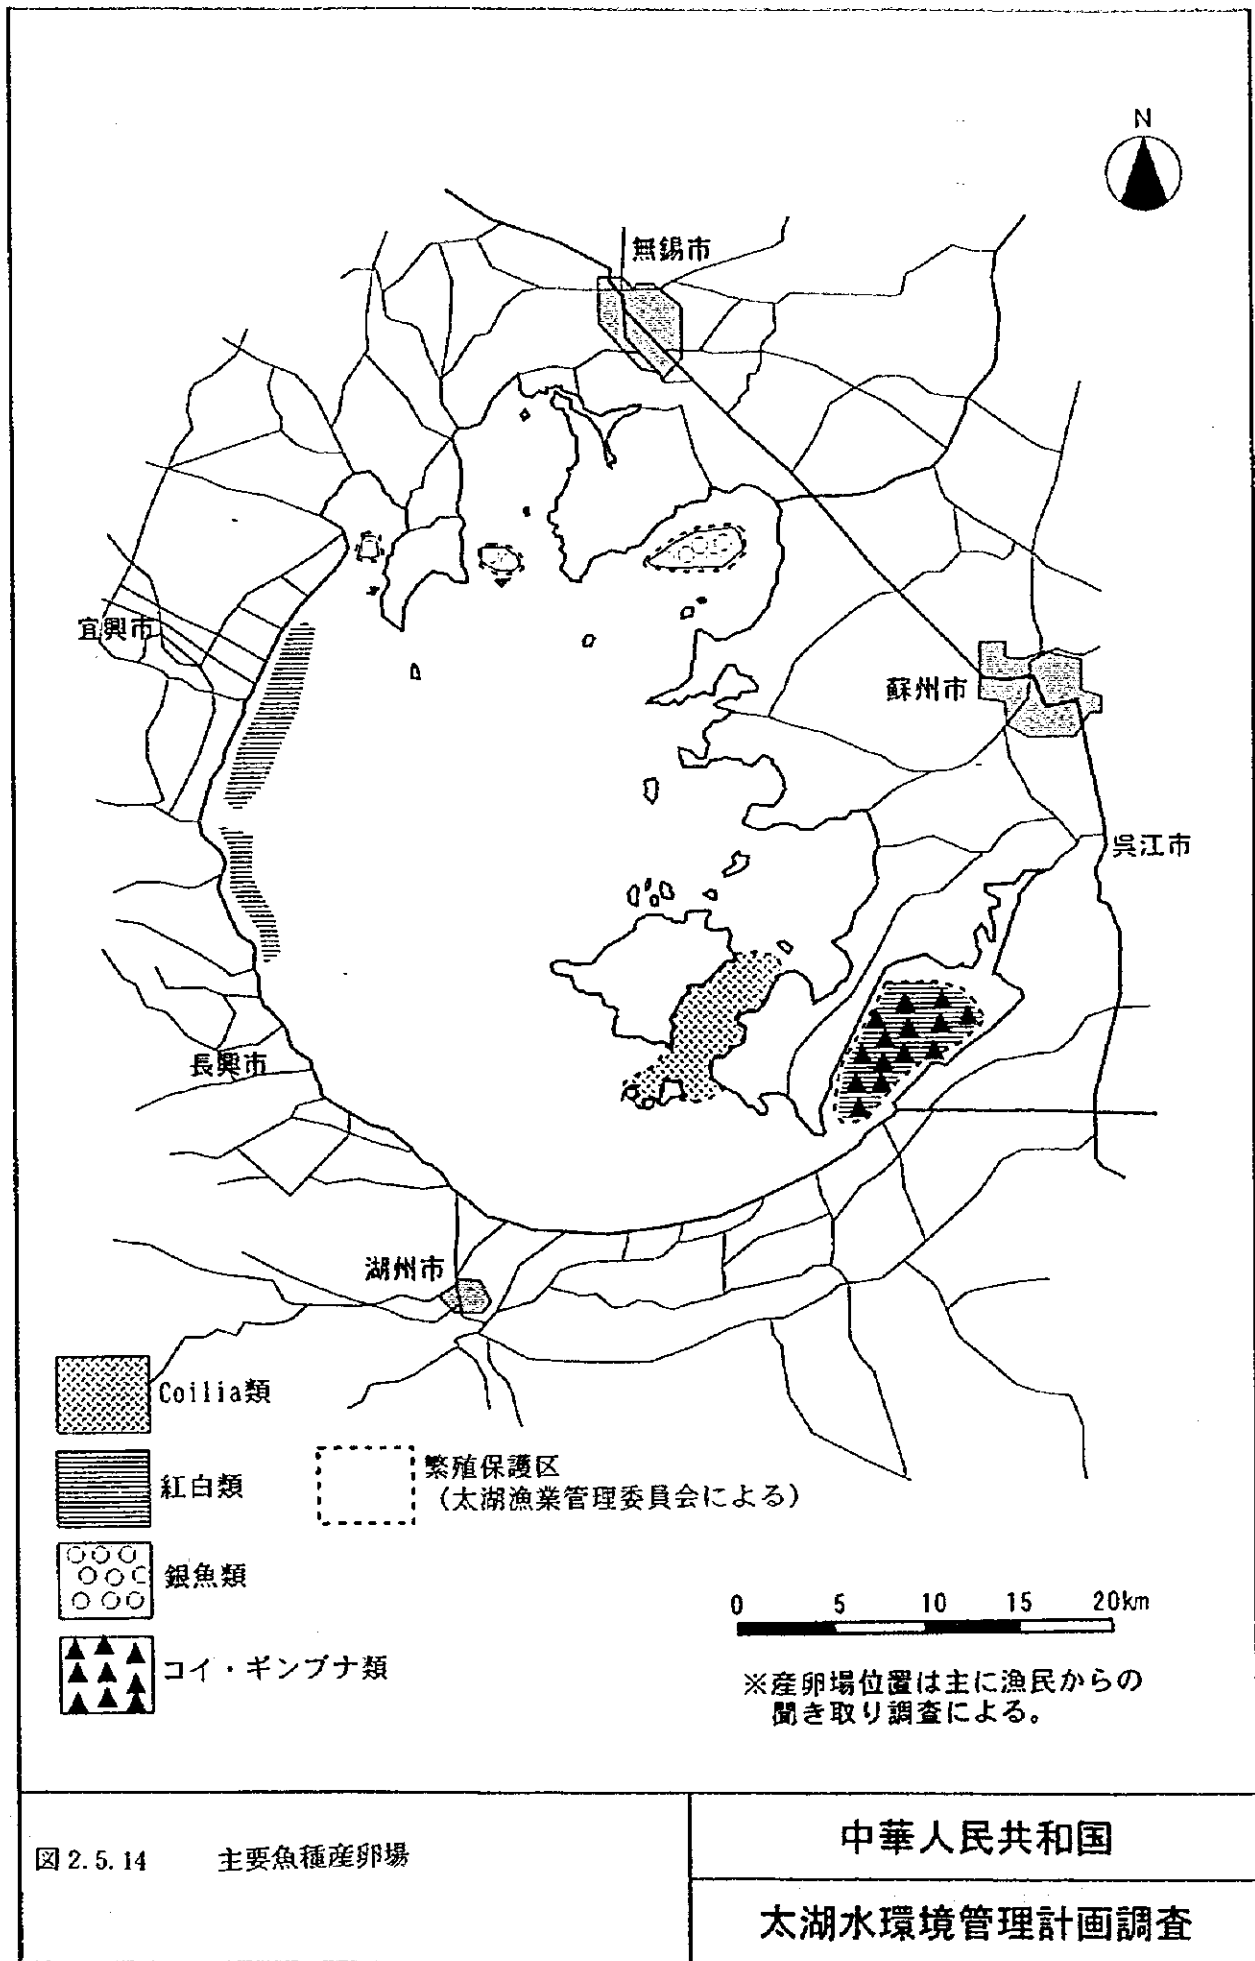 N
無錫市
宜興市
蘇州市
呉江市
長興市
湖州市
Coilia類
紅白類
銀魚類
コイ・ギンブナ類
繁殖保護区
（太湖漁業管理委員会による）
0 5 10 15 20km
※産卵場位置は主に漁民からの
聞き取り調査による。
図2.5.14 主要魚種産卵場
中華人民共和国
太湖水環境管理計画調査